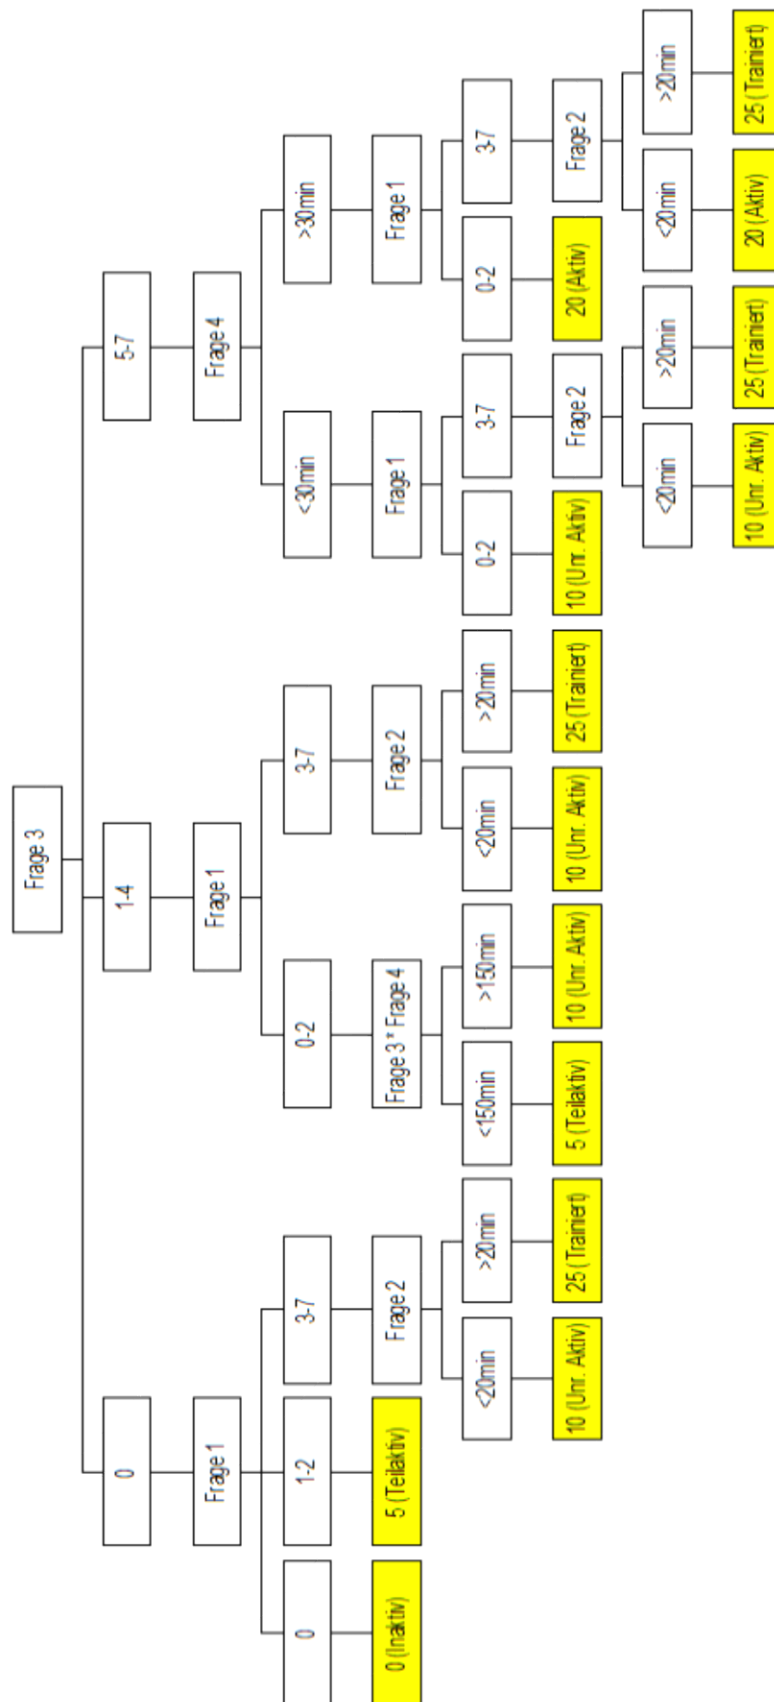 Frage 3
0
1-4
5-7
Frage 1
Frage 1
Frage 4
0
1-2
3-7
0-2
3-7
<30min
>30min
0 (Inaktiv)
5 (Teilaktiv)
Frage 2
Frage 3 * Frage 4
Frage 2
Frage 1
Frage 1
<20min
>20min
<150min
>150min
<20min
>20min
0-2
3-7
0-2
3-7
10 (Unr. Aktiv)
25 (Trainiert)
5 (Teilaktiv)
10 (Unr. Aktiv)
10 (Unr. Aktiv)
25 (Trainiert)
10 (Unr. Aktiv)
Frage 2
20 (Aktiv)
Frage 2
<20min
>20min
<20min
>20min
10 (Unr. Aktiv)
25 (Trainiert)
20 (Aktiv)
25 (Trainiert)